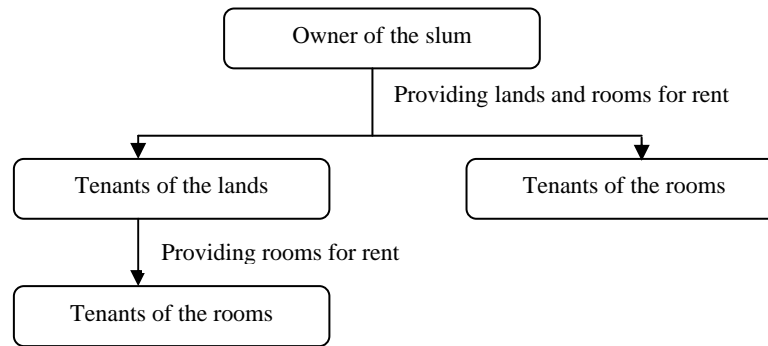 Owner of the slum
Providing lands and rooms for rent
Tenants of the lands
Tenants of the rooms
Providing rooms for rent
Tenants of the rooms